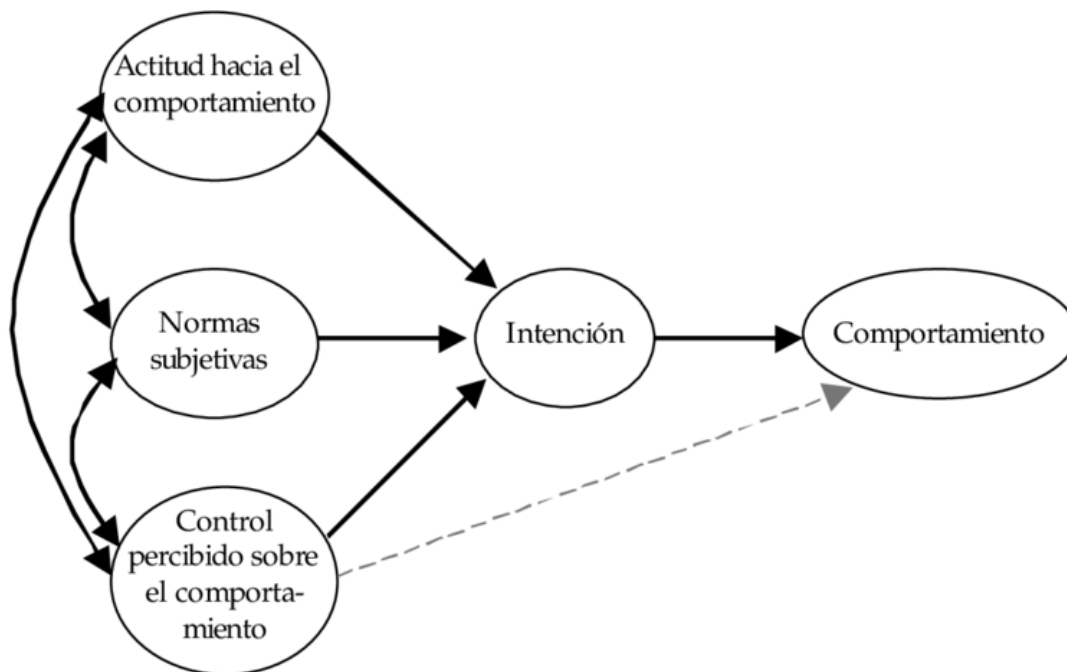 Actitud hacia el
comportamiento
Normas
subjetivas
Intención
Comportamiento
Control
percibido sobre
el comporta-
miento